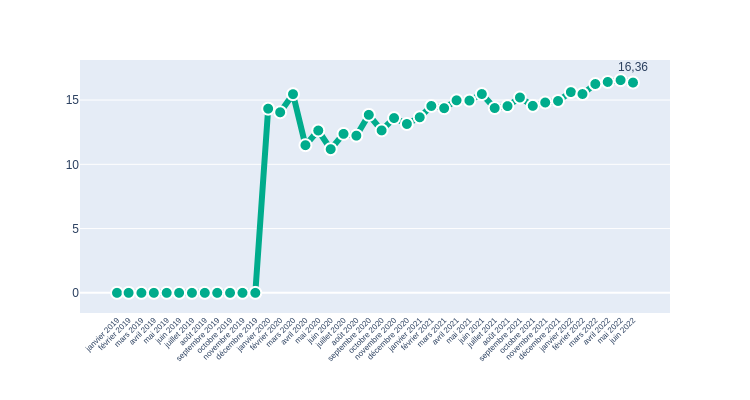 16,36
15
10
5
0
janvier 2019
février 2019
mars 2019
avril 2019
mai 2019
juin 2019
juillet 2019
août 2019
septembre 2019
octobre 2019
novembre 2019
décembre 2019
janvier 2020
février 2020
mars 2020
avril 2020
mai 2020
juin 2020
juillet 2020
août 2020
septembre 2020
octobre 2020
novembre 2020
décembre 2020
janvier 2021
février 2021
mars 2021
avril 2021
mai 2021
juin 2021
juillet 2021
août 2021
septembre 2021
octobre 2021
novembre 2021
décembre 2021
janvier 2022
février 2022
mars 2022
avril 2022
mai 2022
juin 2022